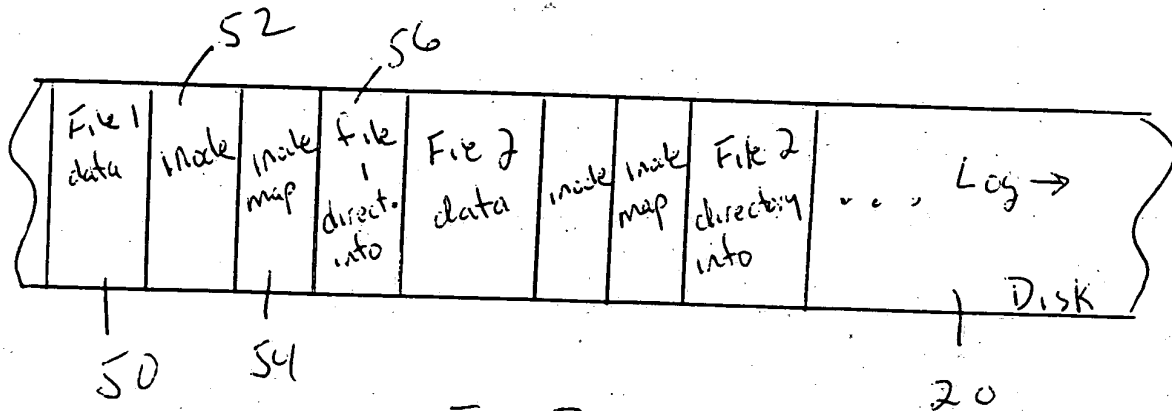 52
56
File 1
data
inode
inode
map
file
1
direct.
info
File 2
data
inode
inode
map
File 2
directory
info
... Log →
Disk
50
54
20